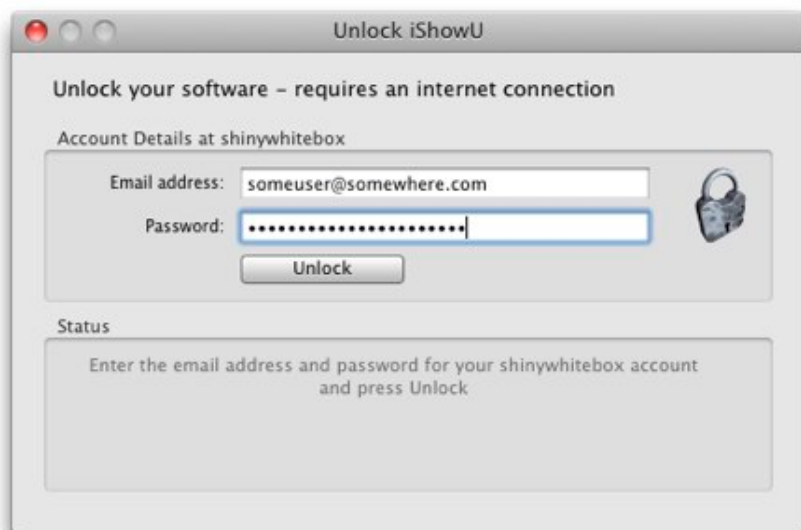 Unlock iShowU
Unlock your software – requires an internet connection
Account Details at shinywhitebox
Email address: someuser@somewhere.com
Password: ••••••••••••••••••••••
Unlock
Status
Enter the email address and password for your shinywhitebox account
and press Unlock